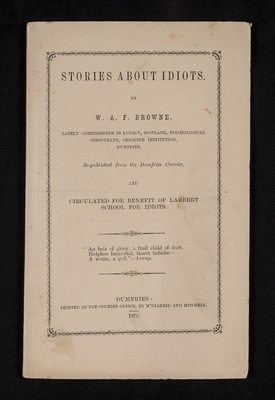 STORIES ABOUT IDIOTS.
BY
W. A. F. BROWNE,
LATELY COMMISSIONER IN LUNACY, SCOTLAND, PSYCHOLOGICAL
CONSULTANT, CRICHTON INSTITUTION,
DUMFRIES,
Re-published from the Dumfries Courier,
AND
CIRCULATED FOR BENEFIT OF LARBERT
SCHOOL FOR IDIOTS.
"An heir of glory, a frail child of dust,
Helpless immortal, insect infinite—
A worm, a god."—YOUNG.
DUMFRIES:
PRINTED AT THE COURIER OFFICE, BY M'DIARMID AND MITCHELL.